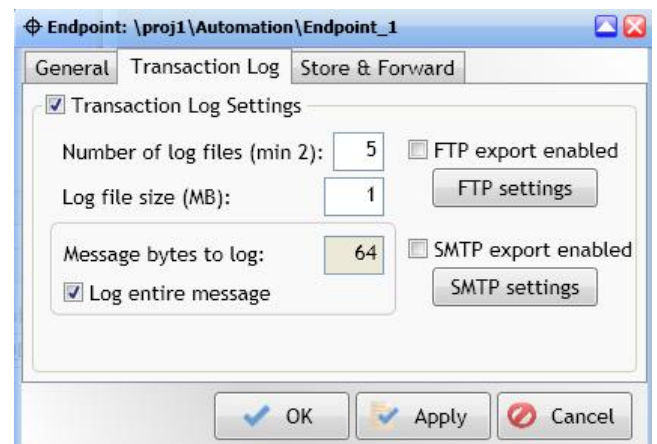 Endpoint: \proj1\Automation\Endpoint_1
General Transaction Log Store & Forward
Transaction Log Settings
Number of log files (min 2): 5 FTP export enabled
Log file size (MB): 1 FTP settings
Message bytes to log: 64 SMTP export enabled
Log entire message SMTP settings
OK Apply Cancel